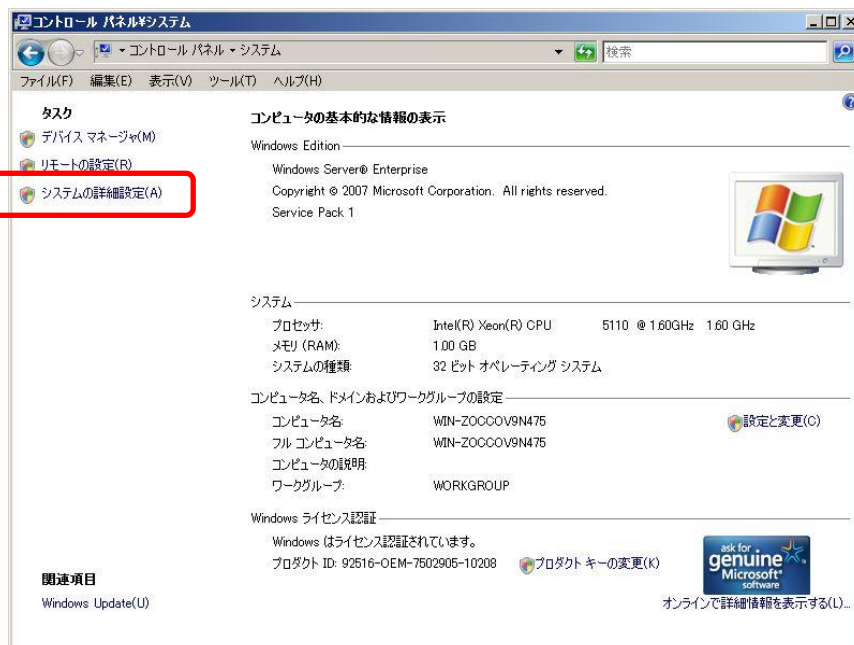 コントロール パネル¥システム
コントロール パネル ▾ システム
検索
ファイル(F) 編集(E) 表示(V) ツール(T) ヘルプ(H)
タスク
デバイス マネージャ(M)
リモートの設定(R)
システムの詳細設定(A)
コンピュータの基本的な情報の表示
Windows Edition
Windows Server® Enterprise
Copyright © 2007 Microsoft Corporation. All rights reserved.
Service Pack 1
システム
プロセッサ: Intel(R) Xeon(R) CPU 5110 @ 1.60GHz 1.60 GHz
メモリ (RAM): 1.00 GB
システムの種類: 32 ビット オペレーティング システム
コンピュータ名、ドメインおよびワークグループの設定
コンピュータ名: WIN-ZOCCOV9N475 設定と変更(C)
フル コンピュータ名: WIN-ZOCCOV9N475
コンピュータの説明:
ワークグループ: WORKGROUP
Windows ライセンス認証
Windows はライセンス認証されています。
プロダクト ID: 92516-OEM-7502905-10208 プロダクト キーの変更(K)
ask for
genuine
Microsoft®
software
オンラインで詳細情報を表示する(L)...
関連項目
Windows Update(U)